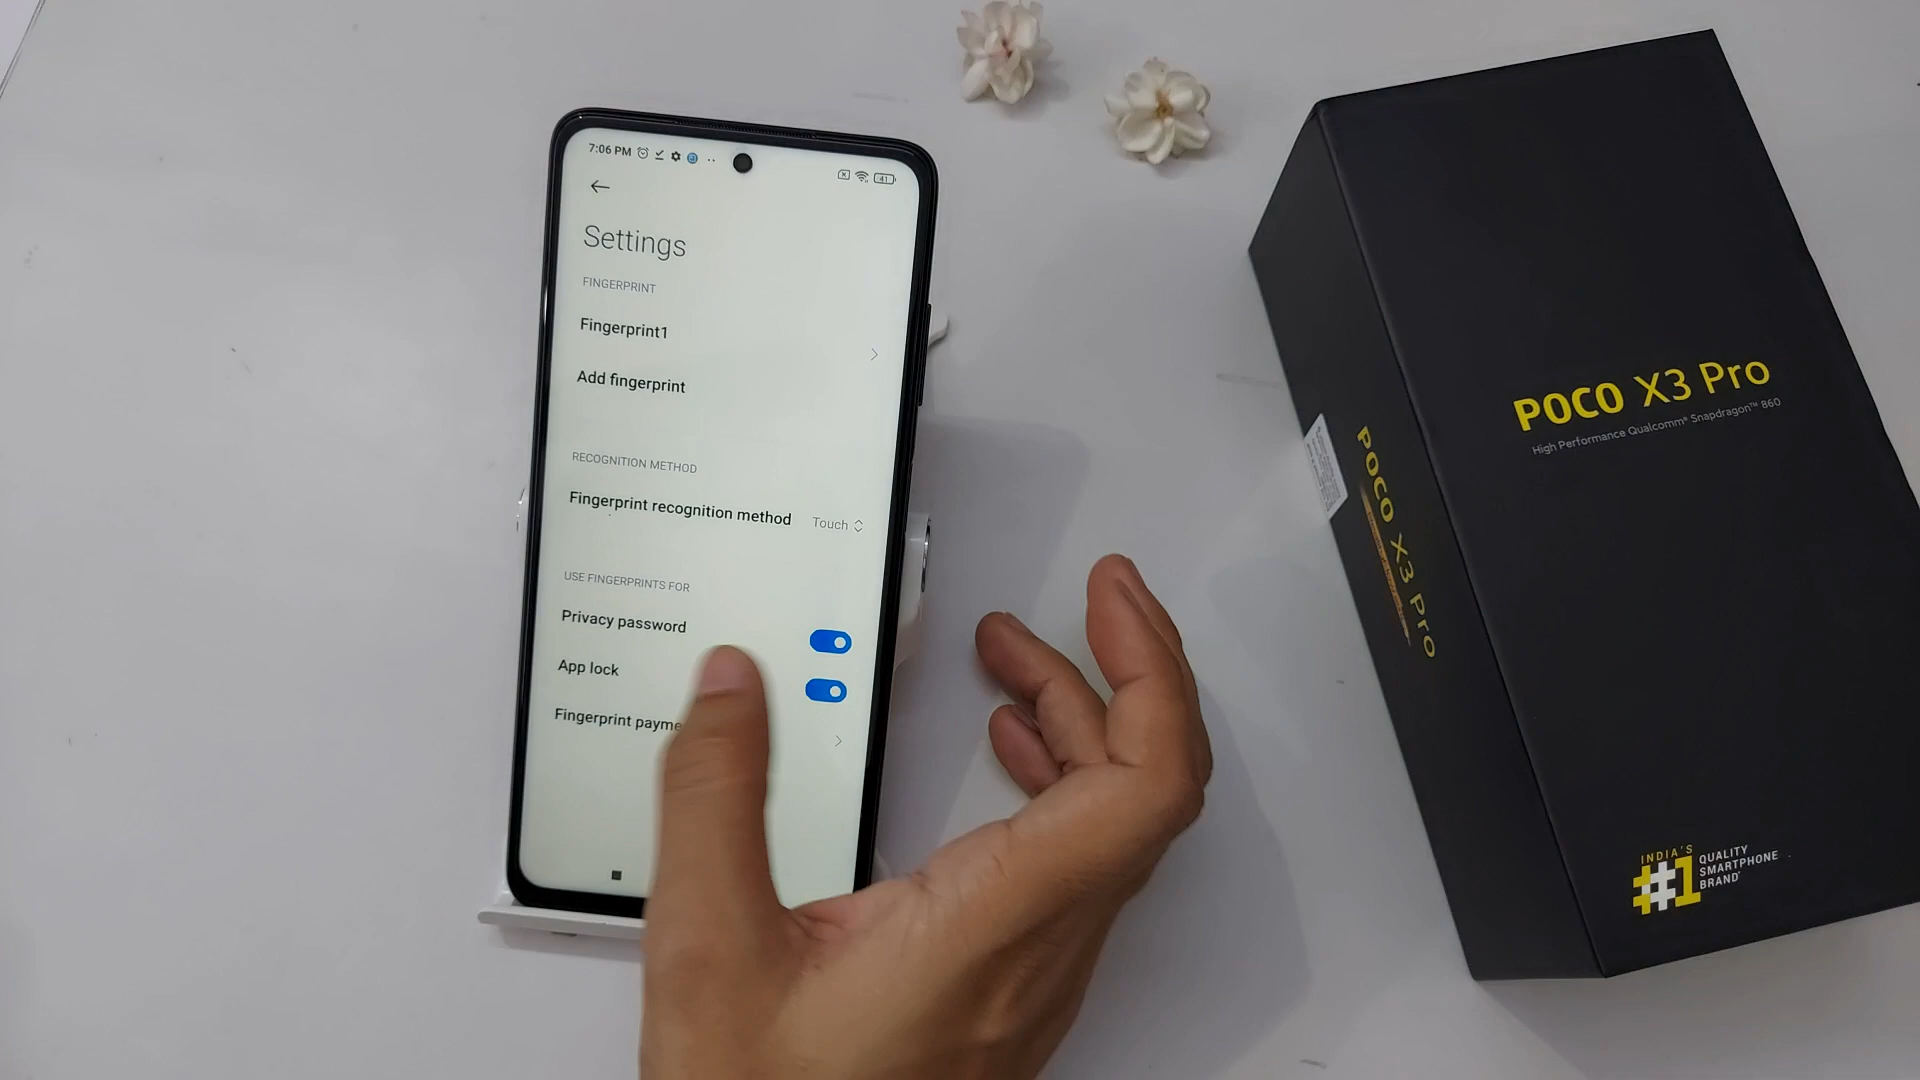 7:06 PM
41
Settings
FINGERPRINT
Fingerprint1
Add fingerprint
RECOGNITION METHOD
Fingerprint recognition method
Touch
USE FINGERPRINTS FOR
Privacy password
App lock
Fingerprint payme
POCO X3 Pro
High Performance Qualcomm® Snapdragon™ 860
POCO X3 Pro
INDIA'S
#1 QUALITY
SMARTPHONE
BRAND*